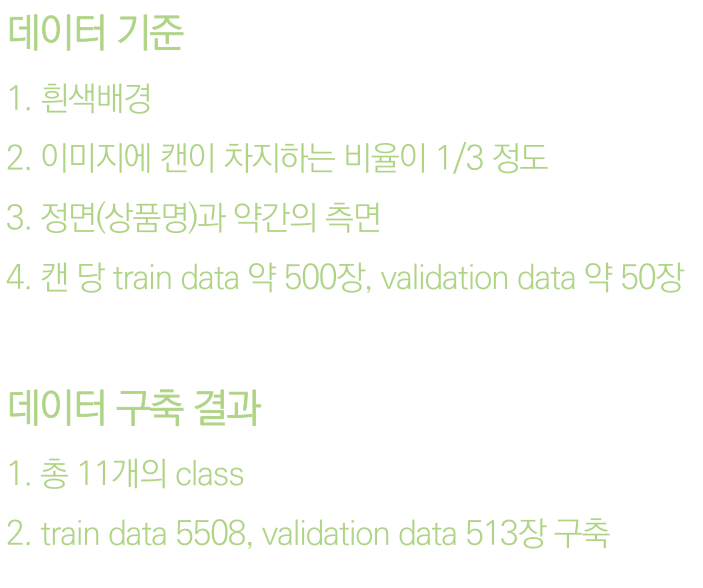 데이터 기준
1. 흰색배경
2. 이미지에 캔이 차지하는 비율이 1/3 정도
3. 정면(상품명)과 약간의 측면
4. 캔 당 train data 약 500장, validation data 약 50장
데이터 구축 결과
1. 총 11개의 class
2. train data 5508, validation data 513장 구축